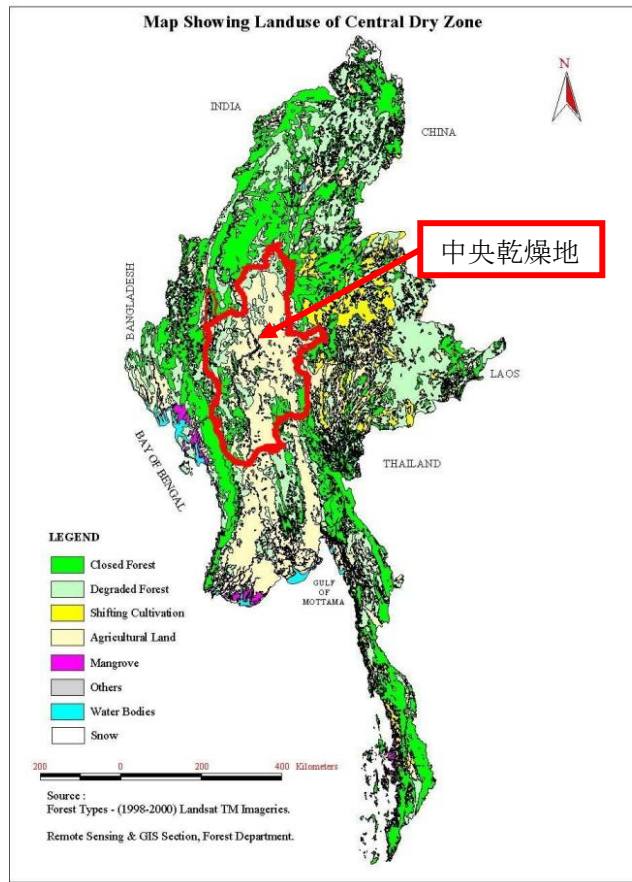 Map Showing Landuse of Central Dry Zone
N
INDIA
CHINA
中央乾燥地
BANGLADESH
LAOS
BAY OF BENGAL
THAILAND
LEGEND
Closed Forest
Degraded Forest
Shifting Cultivation
Agricultural Land
Mangrove
Others
Water Bodies
Snow
GULF
OF
MOTTAMA
200 0 200 400 Kilometers
Source :
Forest Types - (1998-2000) Landsat TM Imageries.
Remote Sensing & GIS Section, Forest Department.